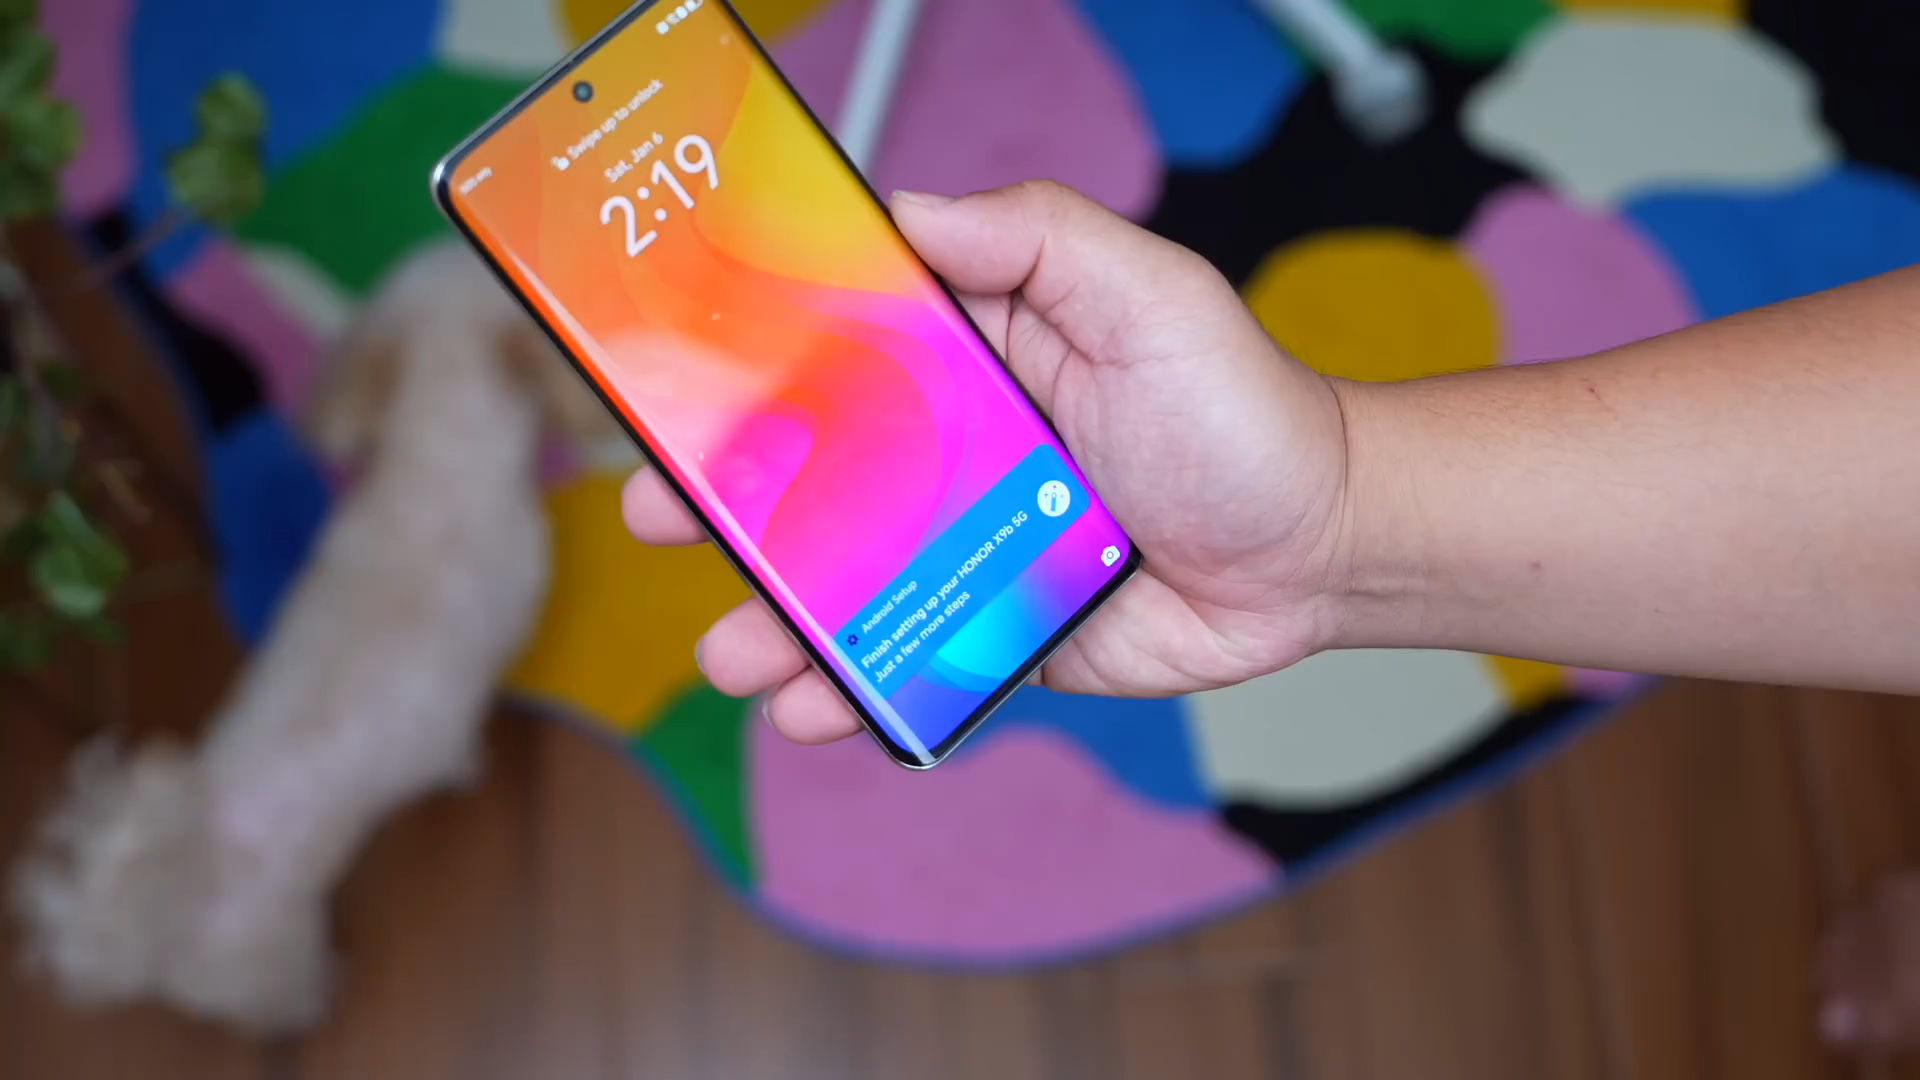 Swipe up to unlock
Sat, Jan 6
2:19
Android Setup
Finish setting up your HONOR X9b 5G
Just a few more steps